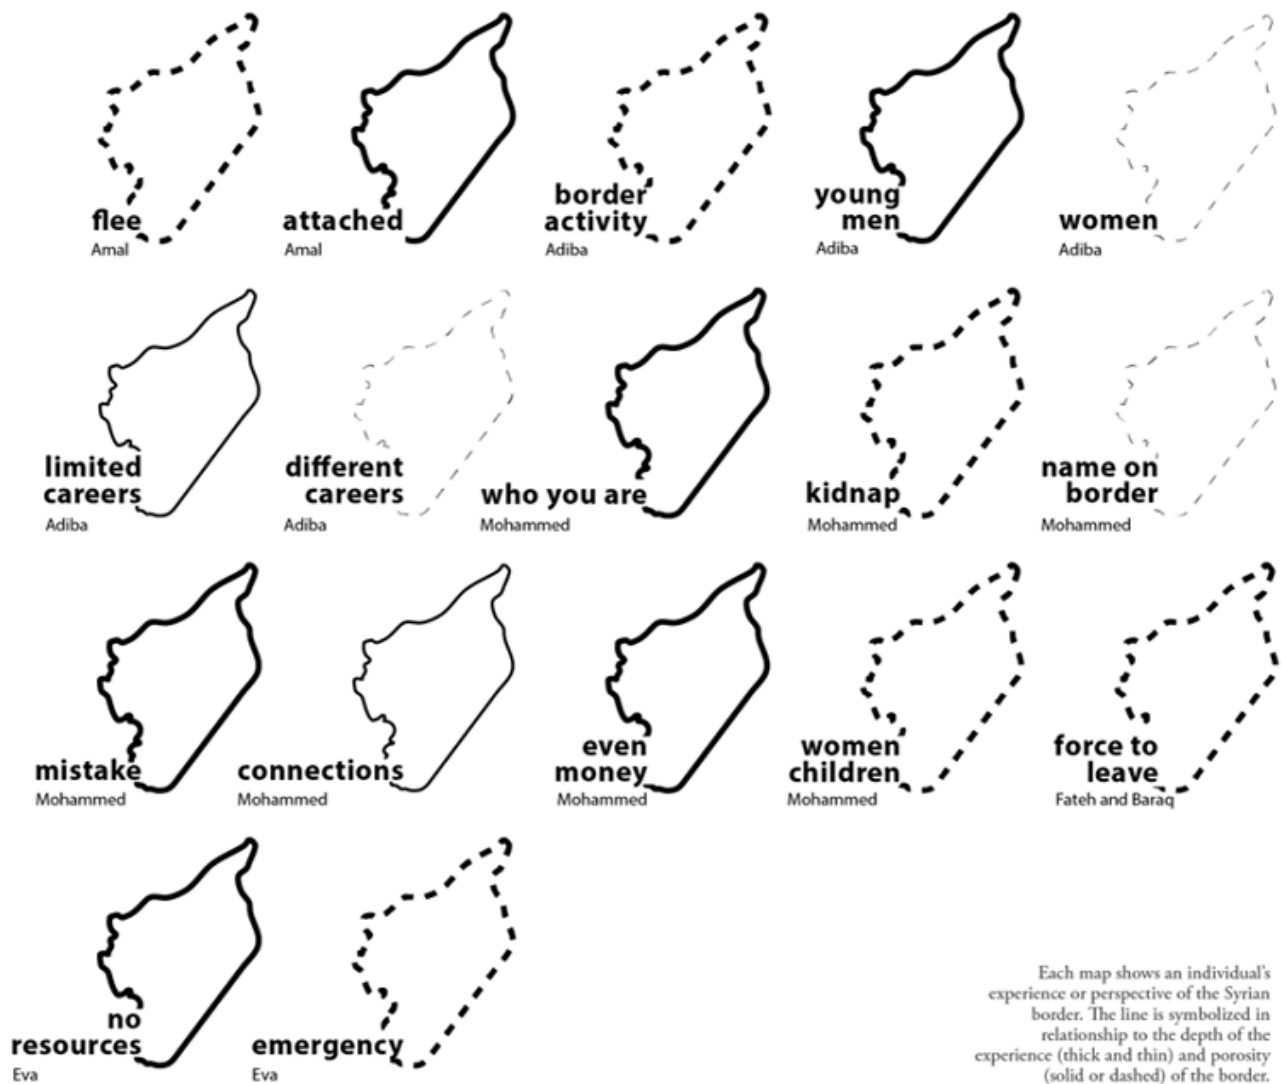 flee
Amal
attached
Amal
border
activity
Adiba
young
men
Adiba
women
Adiba
limited
careers
Adiba
different
careers
Adiba
who you are
Mohammed
kidnap
Mohammed
name on
border
Mohammed
mistake
Mohammed
connections
Mohammed
even
money
Mohammed
women
children
Mohammed
force to
leave
Fateh and Baraq
no
resources
Eva
emergency
Eva
Each map shows an individual's
experience or perspective of the Syrian
border. The line is symbolized in
relationship to the depth of the
experience (thick and thin) and porosity
(solid or dashed) of the border.